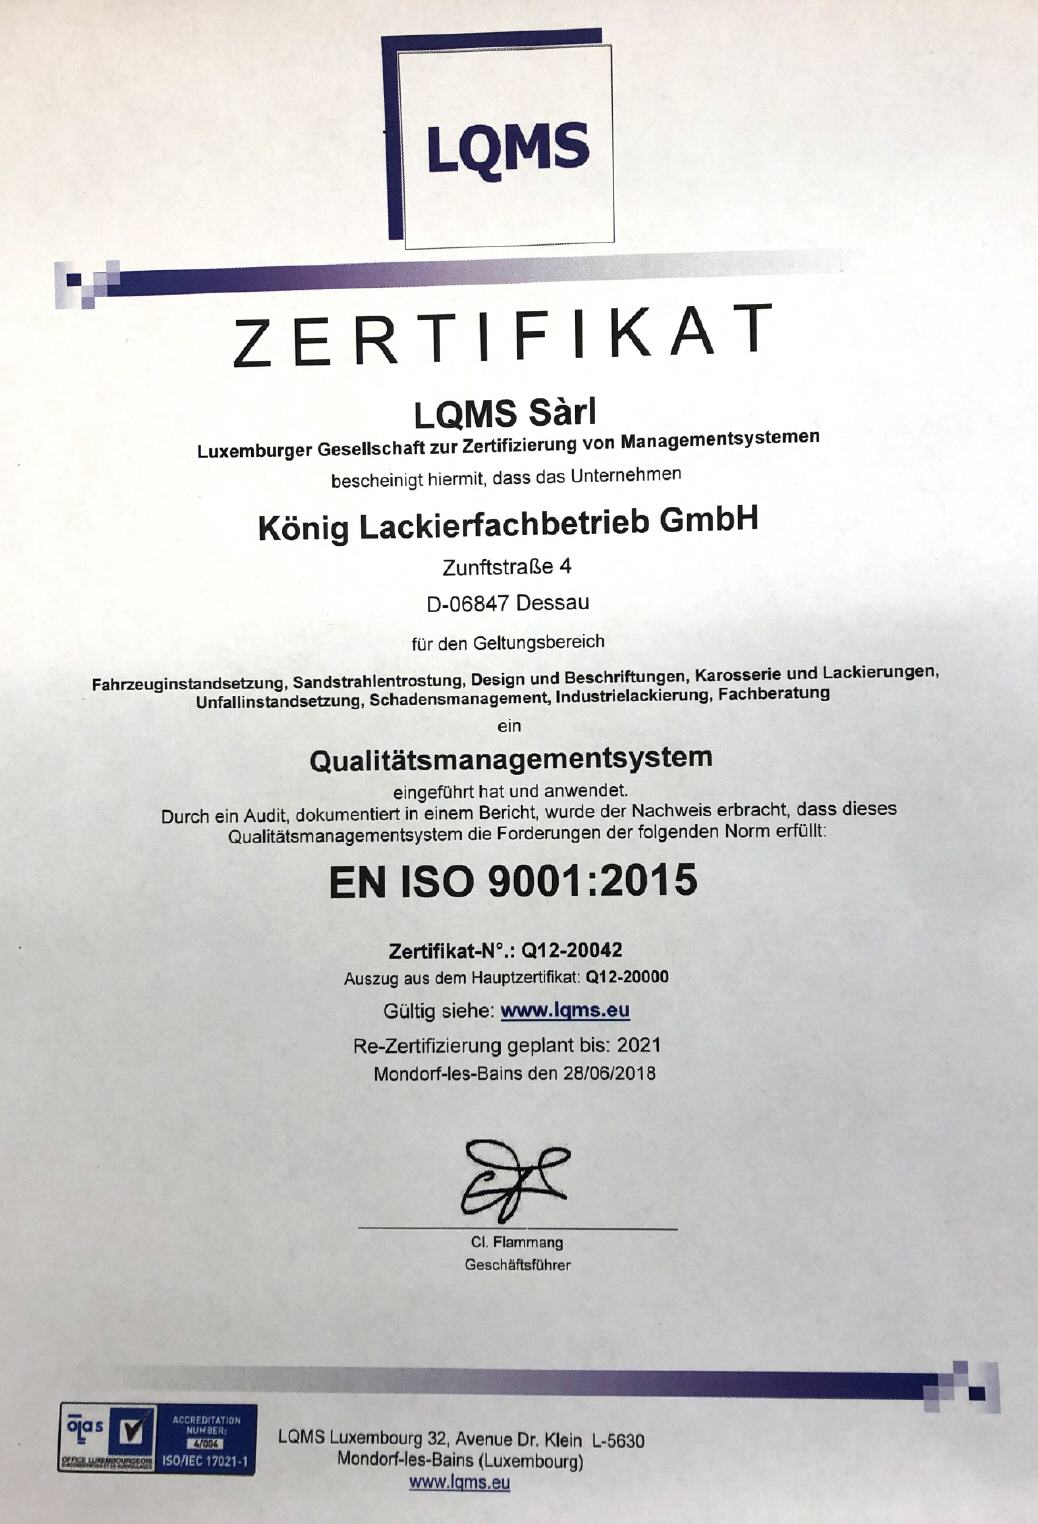 LQMS
ZERTIFIKAT
LQMS Sàrl
Luxemburger Gesellschaft zur Zertifizierung von Managementsystemen
bescheinigt hiermit, dass das Unternehmen
König Lackierfachbetrieb GmbH
Zunftstraße 4
D-06847 Dessau
für den Geltungsbereich
Fahrzeuginstandsetzung, Sandstrahlentrostung, Design und Beschriftungen, Karosserie und Lackierungen,
Unfallinstandsetzung, Schadensmanagement, Industrielackierung, Fachberatung
ein
Qualitätsmanagementsystem
eingeführt hat und anwendet.
Durch ein Audit, dokumentiert in einem Bericht, wurde der Nachweis erbracht, dass dieses
Qualitätsmanagementsystem die Forderungen der folgenden Norm erfüllt:
EN ISO 9001:2015
Zertifikat-N°.: Q12-20042
Auszug aus dem Hauptzertifikat: Q12-20000
Gültig siehe: www.lqms.eu
Re-Zertifizierung geplant bis: 2021
Mondorf-les-Bains den 28/06/2018
Cl. Flammang
Geschäftsführer
olas
OFFICE LUXEMBOURGEOIS
ACCREDITATION
NUMBER:
4/004
ISO/IEC 17021-1
LQMS Luxembourg 32, Avenue Dr. Klein L-5630
Mondorf-les-Bains (Luxembourg)
www.lqms.eu